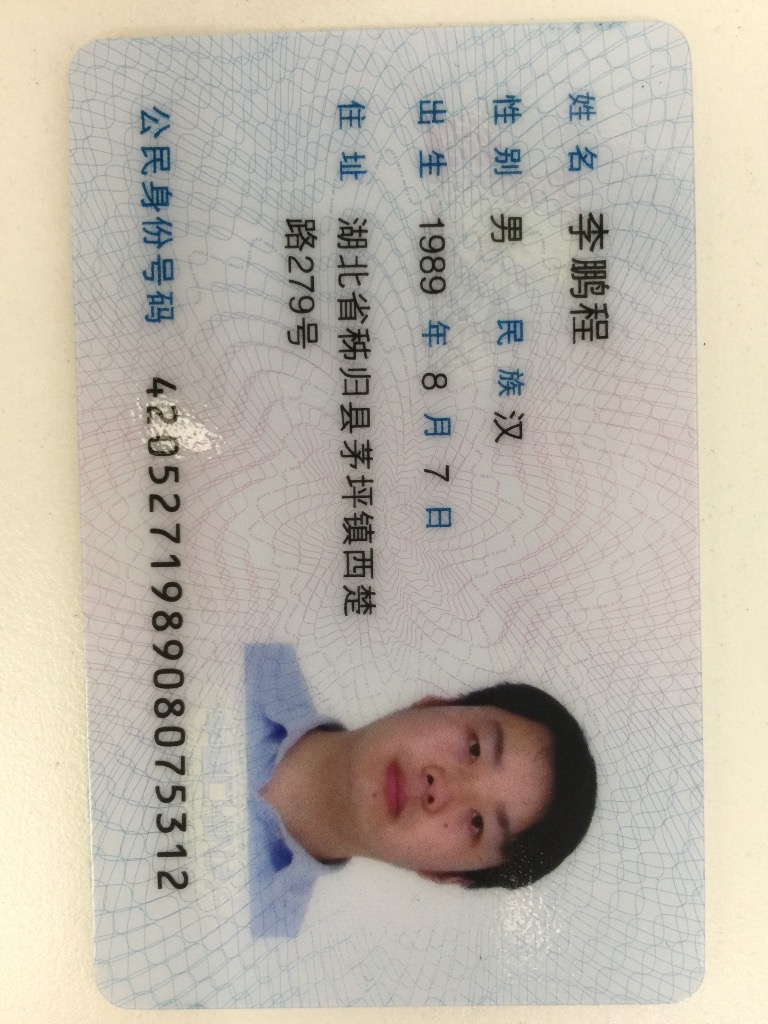 姓名 李鹏程
性别 男 民族 汉
出生 1989 年 8 月 7 日
住址 湖北省秭归县茅坪镇西楚
路279号
公民身份号码 420527198908075312